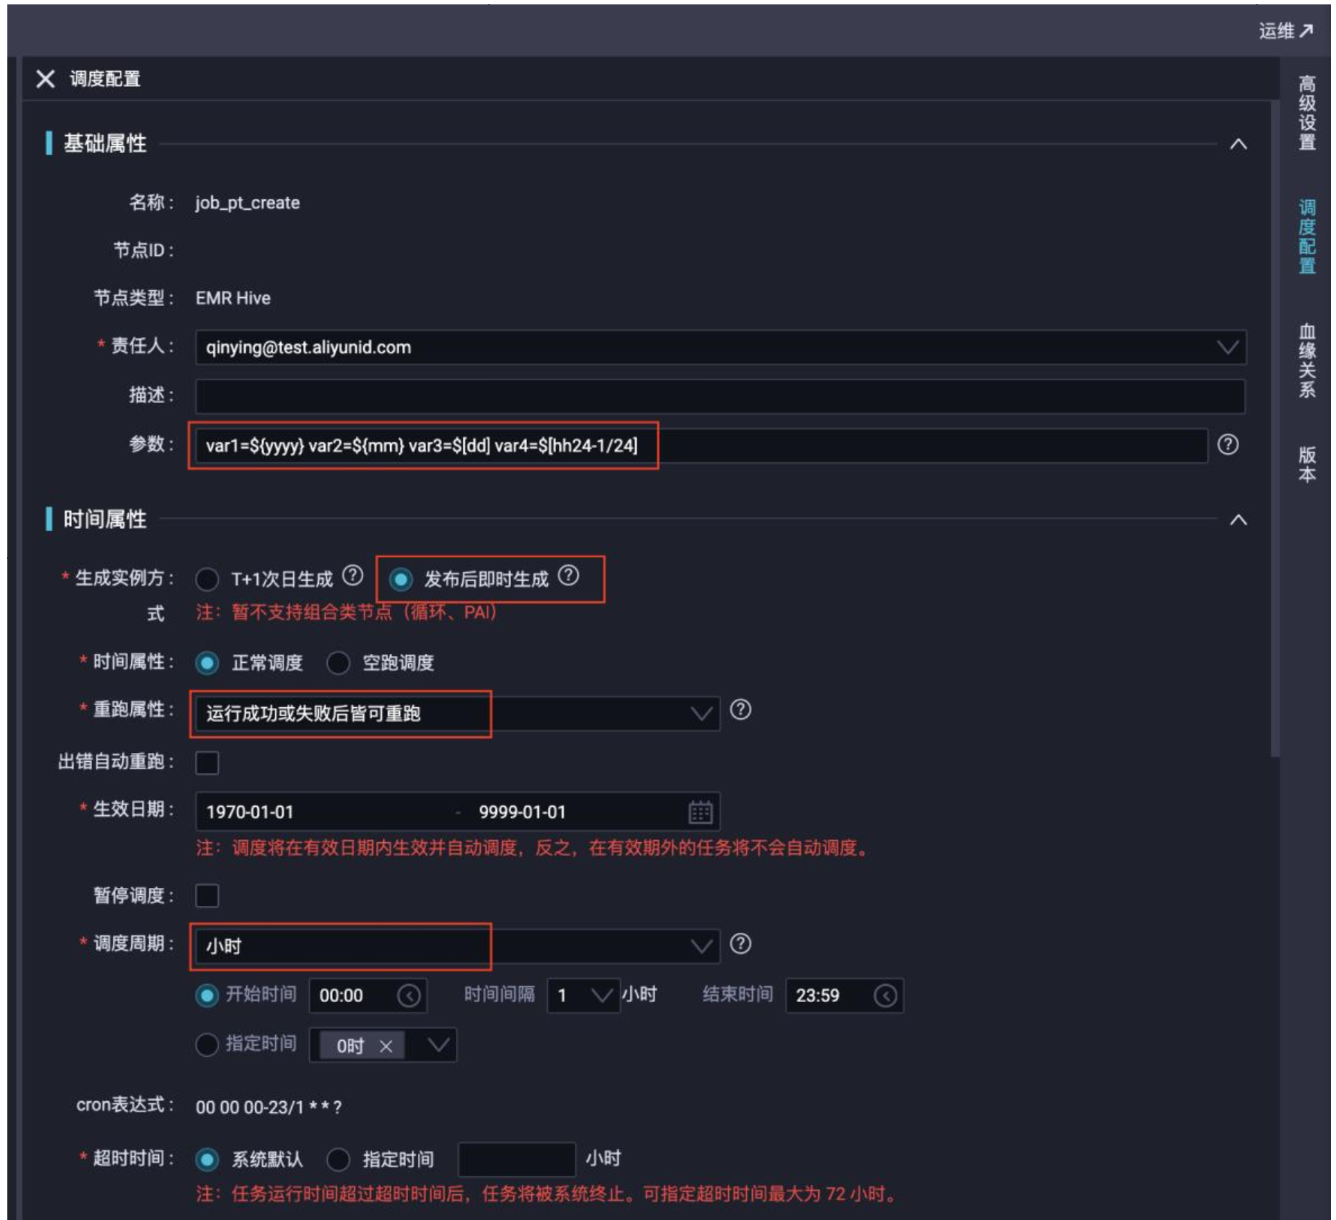 运维
调度配置
基础属性
名称： job_pt_create
节点ID：
节点类型： EMR Hive
* 责任人： qinying@test.aliyunid.com
描述：
参数： var1=${yyyy} var2=${mm} var3=$[dd] var4=$[hh24-1/24]
时间属性
* 生成实例方式： T+1次日生成 发布后即时生成
注：暂不支持组合类节点（循环、PAI）
* 时间属性： 正常调度 空跑调度
* 重跑属性： 运行成功或失败后皆可重跑
出错自动重跑：
* 生效日期： 1970-01-01 - 9999-01-01
注：调度将在有效日期内生效并自动调度，反之，在有效期外的任务将不会自动调度。
暂停调度：
* 调度周期： 小时
开始时间 00:00 时间间隔 1 小时 结束时间 23:59
指定时间 0时
cron表达式： 00 00 00-23/1 * * ?
* 超时时间： 系统默认 指定时间 小时
注：任务运行时间超过超时时间后，任务将被系统终止。可指定超时时间最大为 72 小时。
高级设置
调度配置
血缘关系
版本